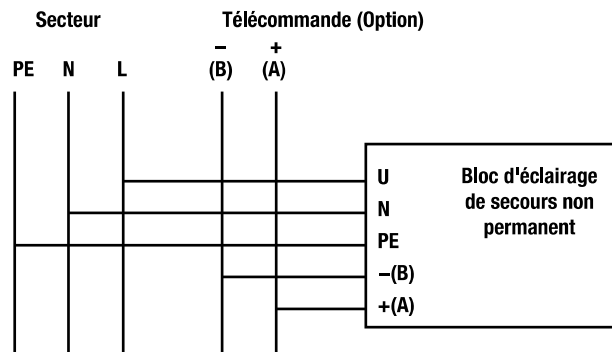 Secteur Télécommande (Option)
− +
PE N L (B) (A)
U
N
PE
−(B)
+(A)
Bloc d'éclairage
de secours non
permanent